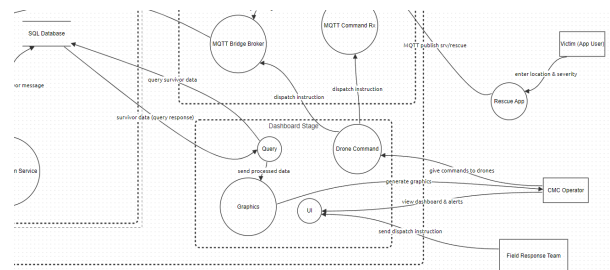 SQL Database
MQTT Bridge Broker
MQTT Command Rx
MQTT publish sri/rescue
Victim (App User)
enter location & severity
Rescue App
query survivor data
dispatch instruction
dispatch instruction
or message
survivor data (query response)
Dashboard Stage
Query
Drone Command
n Service
send processed data
give commands to drones
generate graphics
CMC Operator
view dashboard & alerts
Graphics
UI
send dispatch instruction
Field Response Team